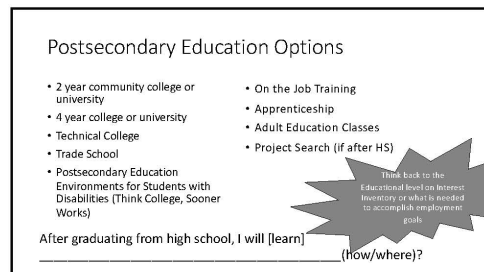 Postsecondary Education Options
• 2 year community college or
university
• 4 year college or university
• Technical College
• Trade School
• Postsecondary Education
Environments for Students with
Disabilities (Think College, Sooner
Works)
• On the Job Training
• Apprenticeship
• Adult Education Classes
• Project Search (if after HS)
Think back to the
Educational level on Interest
Inventory or what is needed
to accomplish employment
goals
After graduating from high school, I will [learn]
____________________________________________(how/where)?